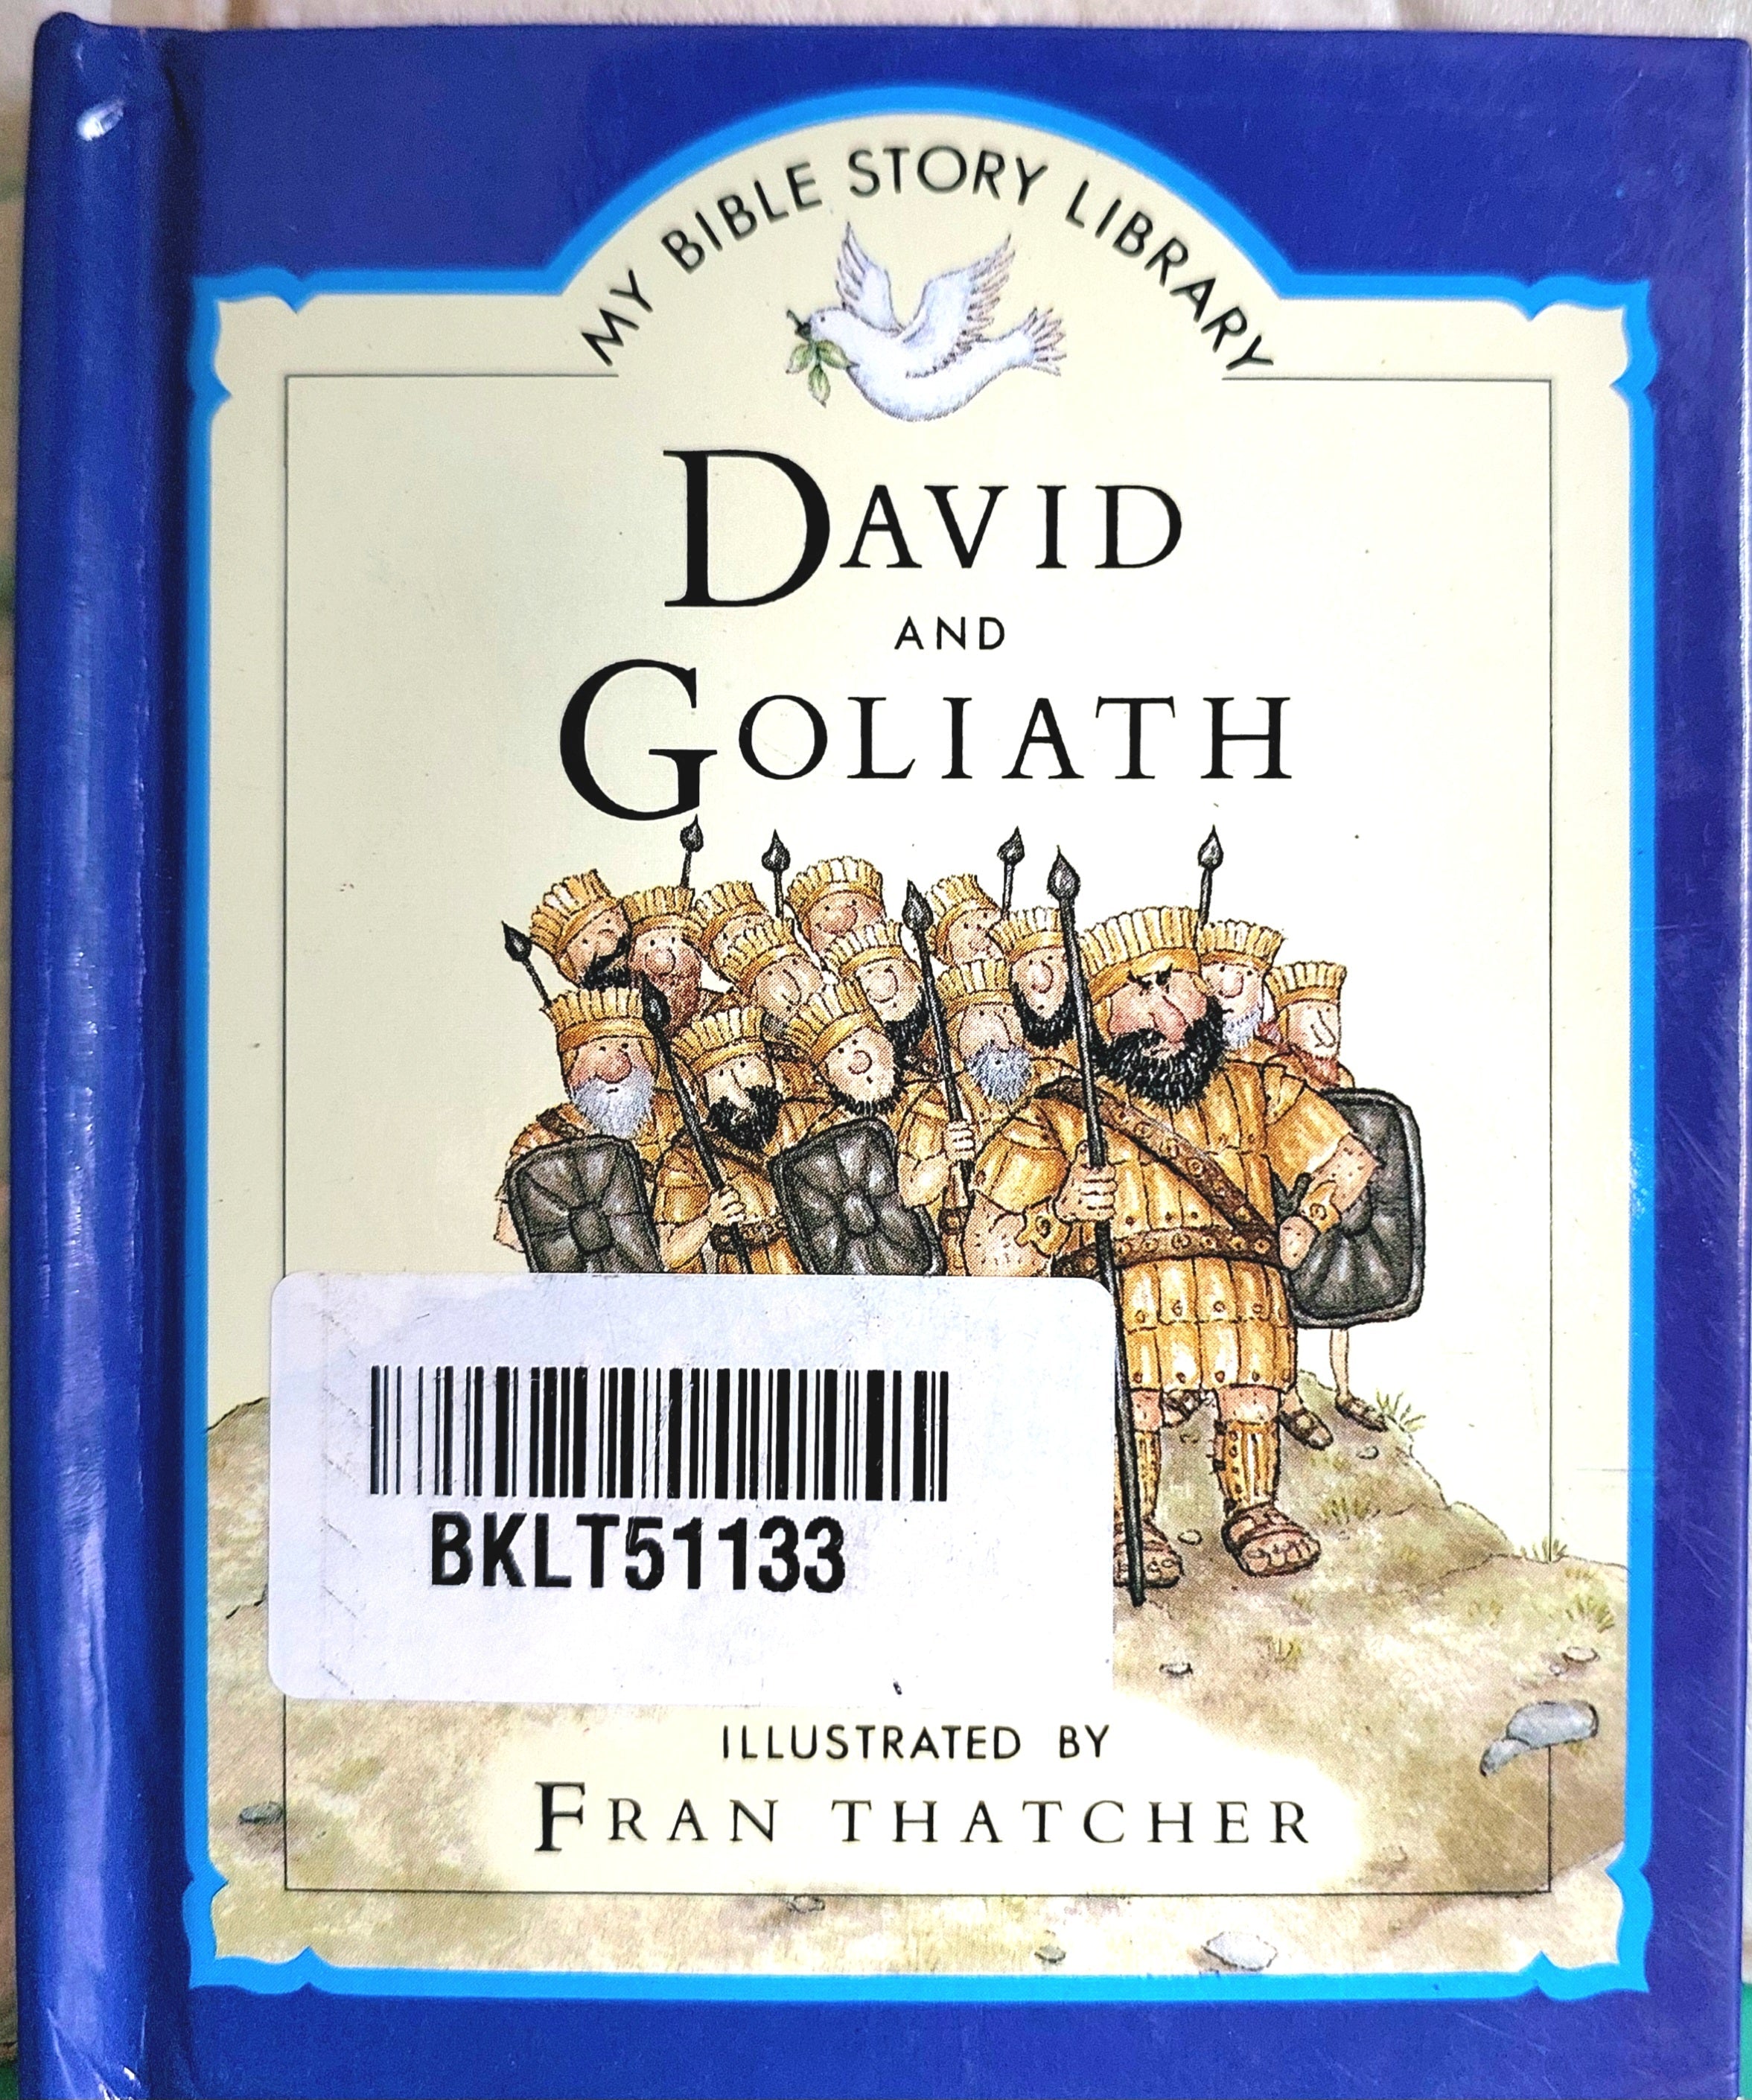 MY BIBLE STORY LIBRARY
DAVID
AND
GOLIATH
BKLT51133
ILLUSTRATED BY
FRAN THATCHER